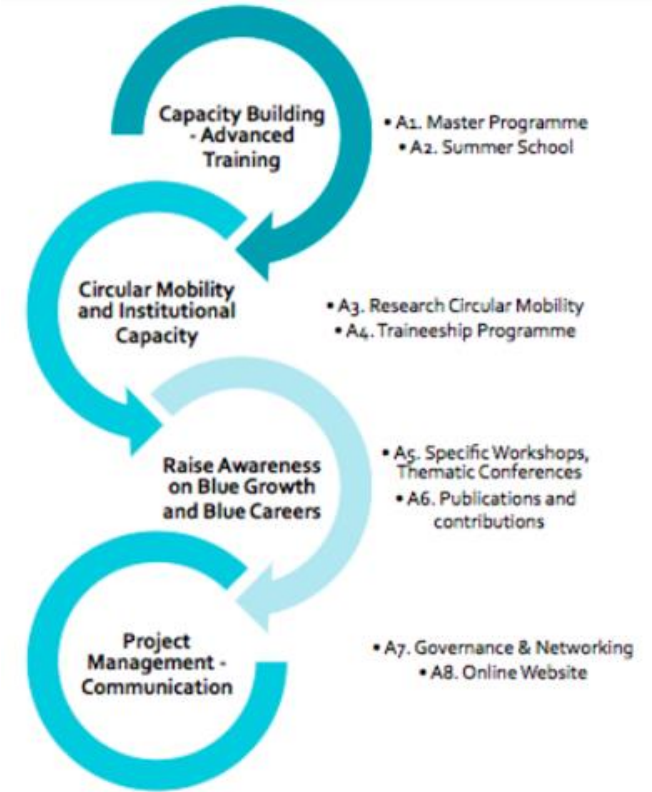 Capacity Building
- Advanced
Training
• A1. Master Programme
• A2. Summer School
Circular Mobility
and Institutional
Capacity
• A3. Research Circular Mobility
• A4. Traineeship Programme
Raise Awareness
on Blue Growth
and Blue Careers
• A5. Specific Workshops,
Thematic Conferences
• A6. Publications and
contributions
Project
Management -
Communication
• A7. Governance & Networking
• A8. Online Website